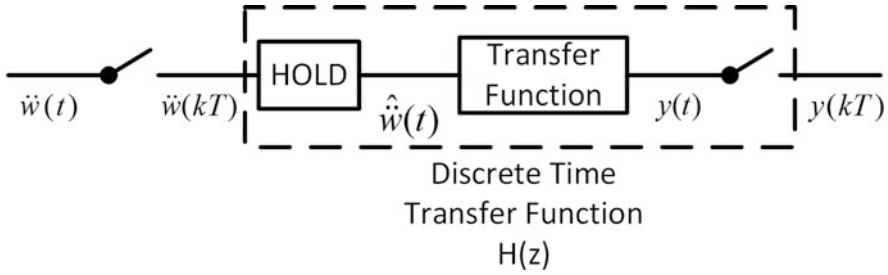 HOLD
Transfer
Function
ẅ(t)
ẅ(kT)
ŵ̈(t)
y(t)
y(kT)
Discrete Time
Transfer Function
H(z)